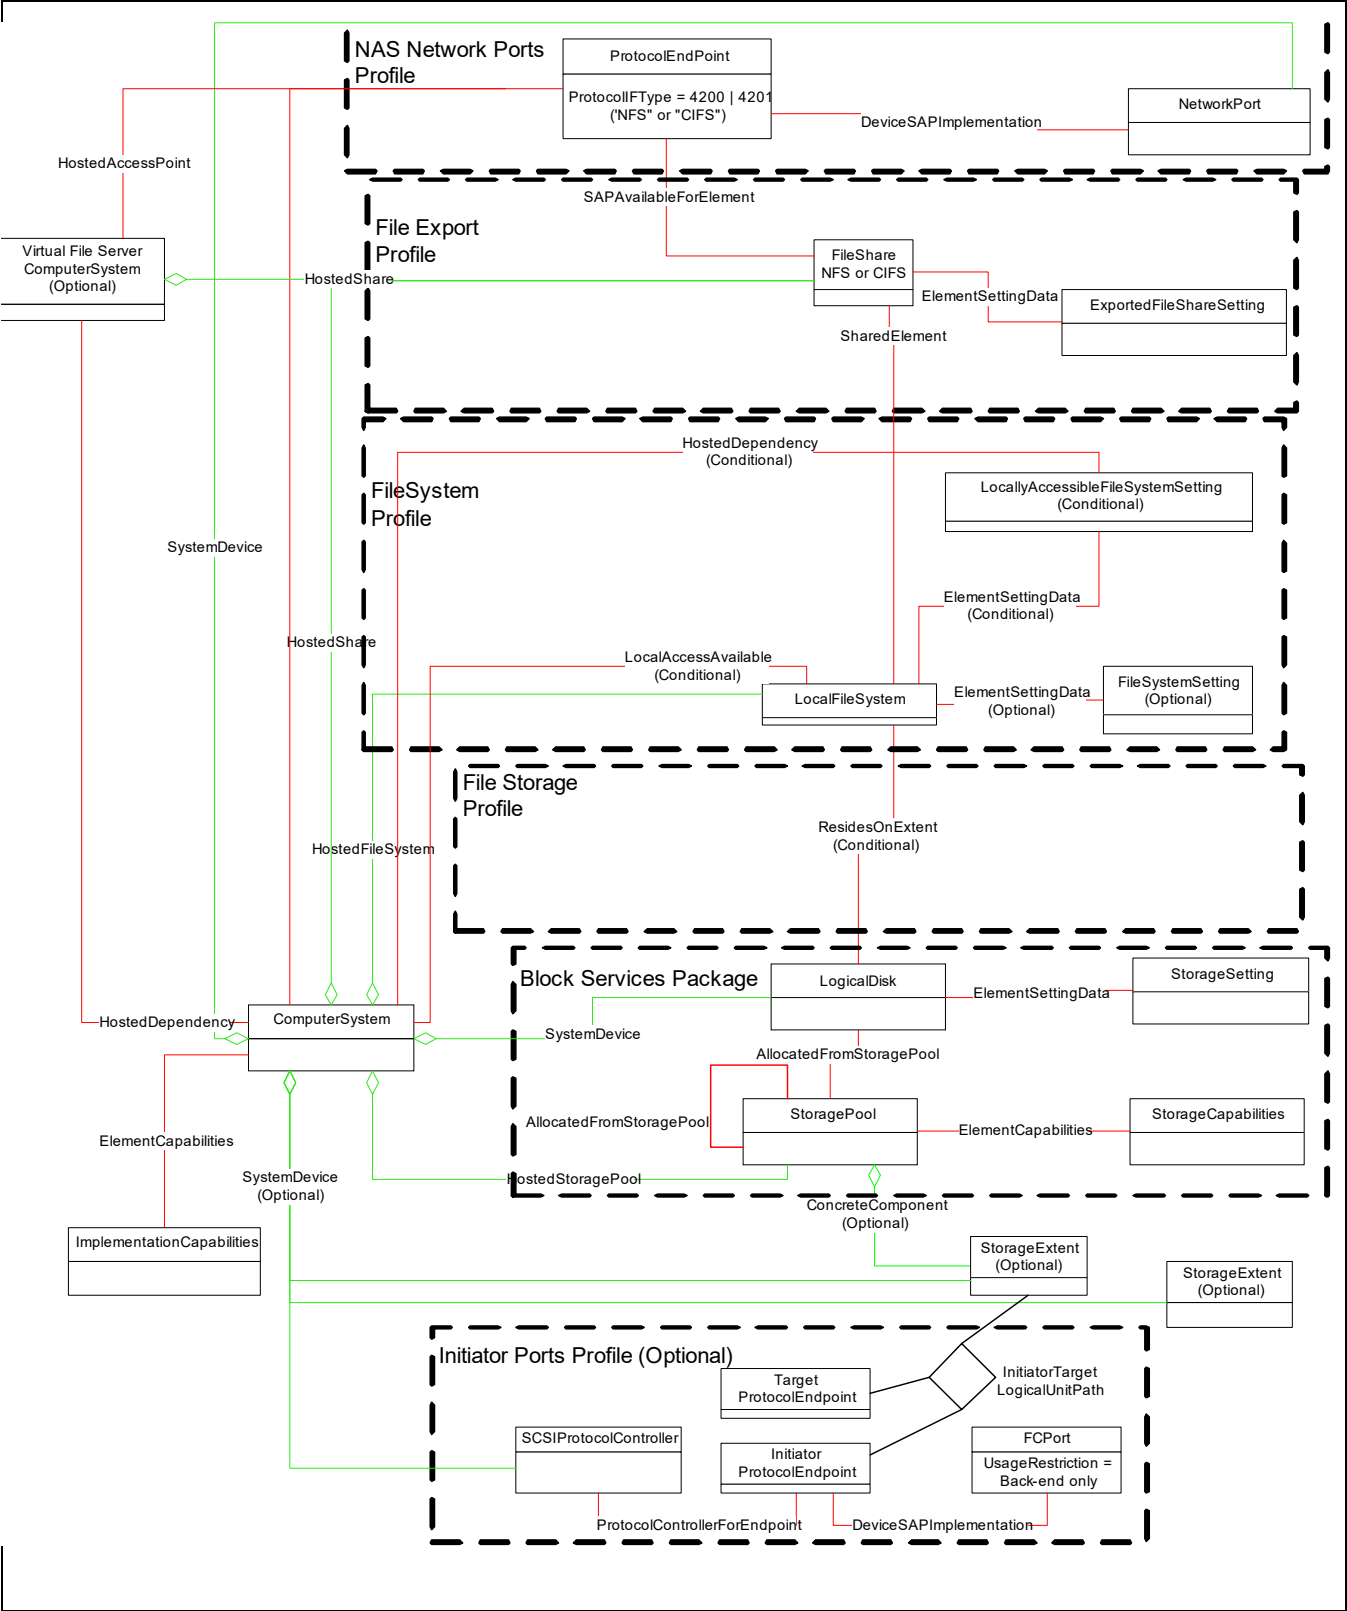 NAS Network Ports
Profile
ProtocolEndPoint
ProtocolIFType = 4200 | 4201
('NFS" or "CIFS")
NetworkPort
DeviceSAPImplementation
HostedAccessPoint
SAPAvailableForElement
File Export
Profile
Virtual File Server
ComputerSystem
(Optional)
HostedShare
FileShare
NFS or CIFS
ElementSettingData
ExportedFileShareSetting
SharedElement
HostedDependency
(Conditional)
FileSystem
Profile
LocallyAccessibleFileSystemSetting
(Conditional)
SystemDevice
ElementSettingData
(Conditional)
HostedShare
LocalAccessAvailable
(Conditional)
LocalFileSystem
ElementSettingData
(Optional)
FileSystemSetting
(Optional)
File Storage
Profile
ResidesOnExtent
(Conditional)
HostedFileSystem
Block Services Package
LogicalDisk
ElementSettingData
StorageSetting
HostedDependency
ComputerSystem
SystemDevice
AllocatedFromStoragePool
AllocatedFromStoragePool
StoragePool
ElementCapabilities
StorageCapabilities
ElementCapabilities
SystemDevice
(Optional)
HostedStoragePool
ConcreteComponent
(Optional)
ImplementationCapabilities
StorageExtent
(Optional)
StorageExtent
(Optional)
Initiator Ports Profile (Optional)
Target
ProtocolEndpoint
InitiatorTarget
LogicalUnitPath
SCSIProtocolController
Initiator
ProtocolEndpoint
FCPort
UsageRestriction =
Back-end only
ProtocolControllerForEndpoint
DeviceSAPImplementation